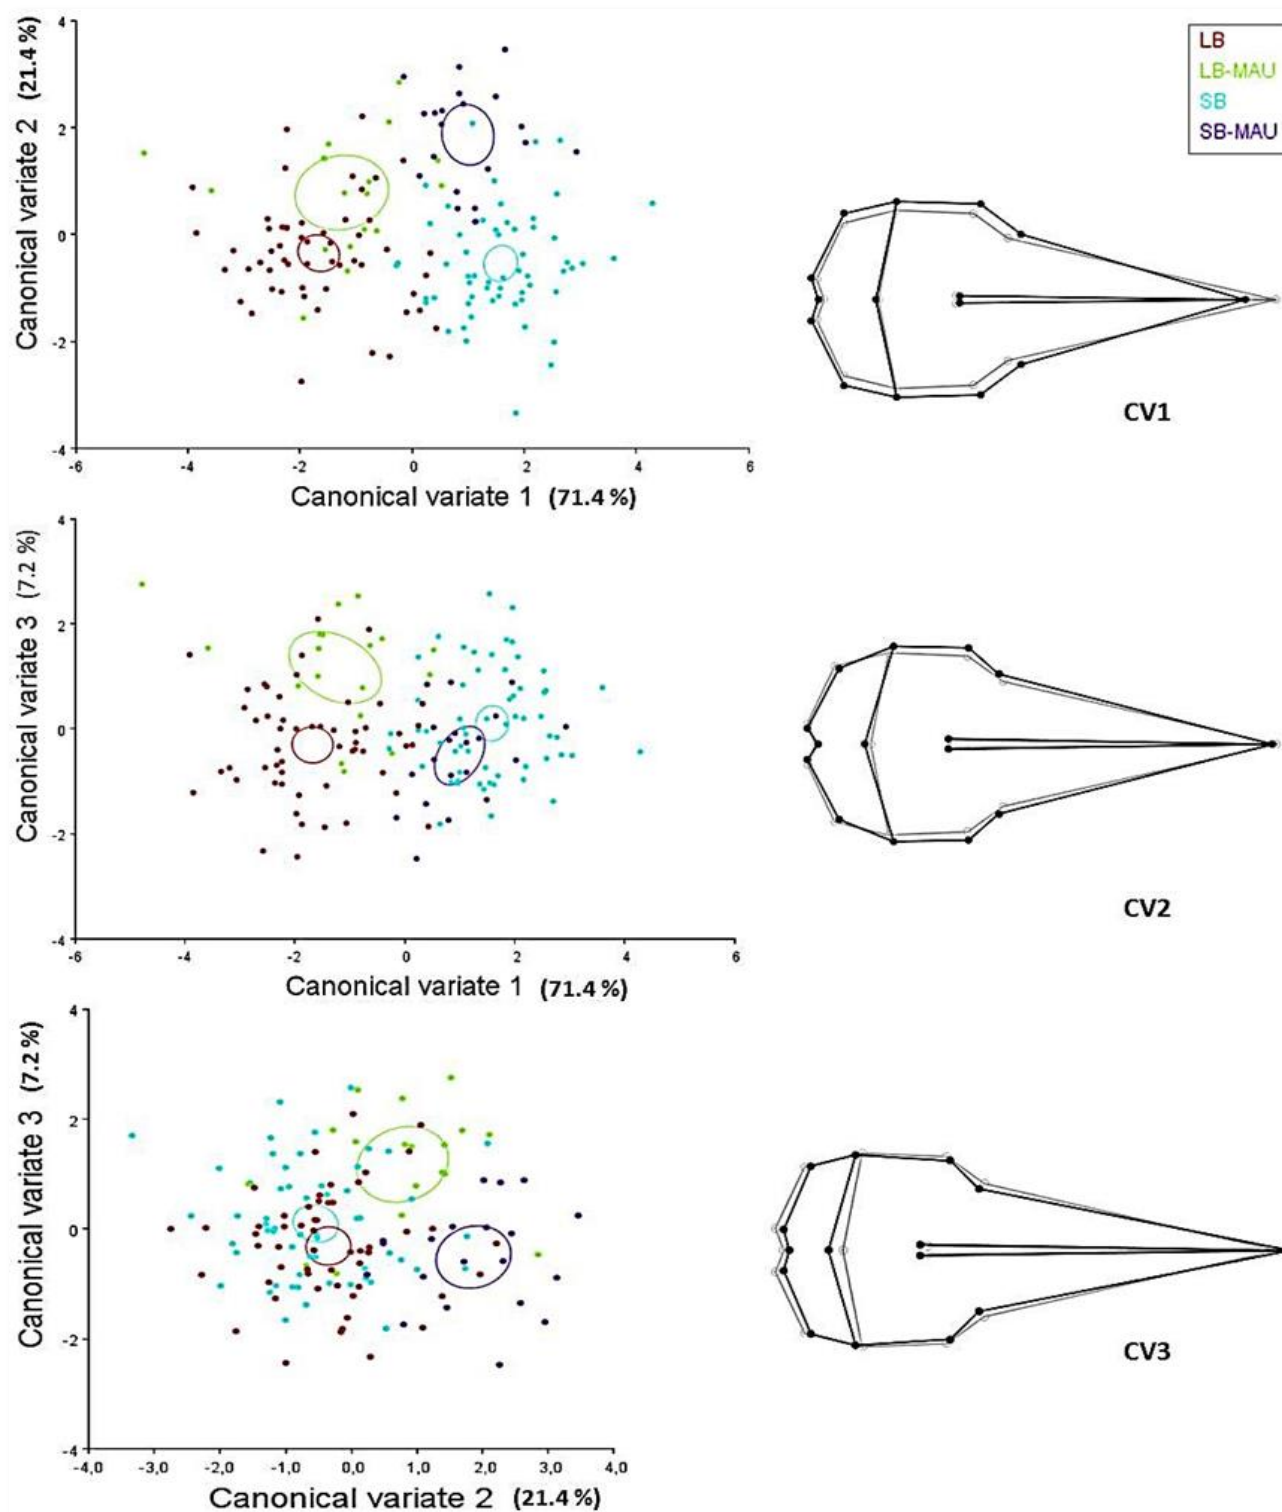 4
2
0
-2
-4
-6
-4
-2
0
2
4
6
Canonical variate 2 (21.4 %)
Canonical variate 1 (71.4 %)
LB
LB-MAU
SB
SB-MAU
CV1
4
2
0
-2
-4
-6
-4
-2
0
2
4
6
Canonical variate 3 (7.2 %)
Canonical variate 1 (71.4 %)
CV2
4
2
0
-2
-4
-4,0
-3,0
-2,0
-1,0
0,0
1,0
2,0
3,0
4,0
Canonical variate 3 (7.2 %)
Canonical variate 2 (21.4 %)
CV3